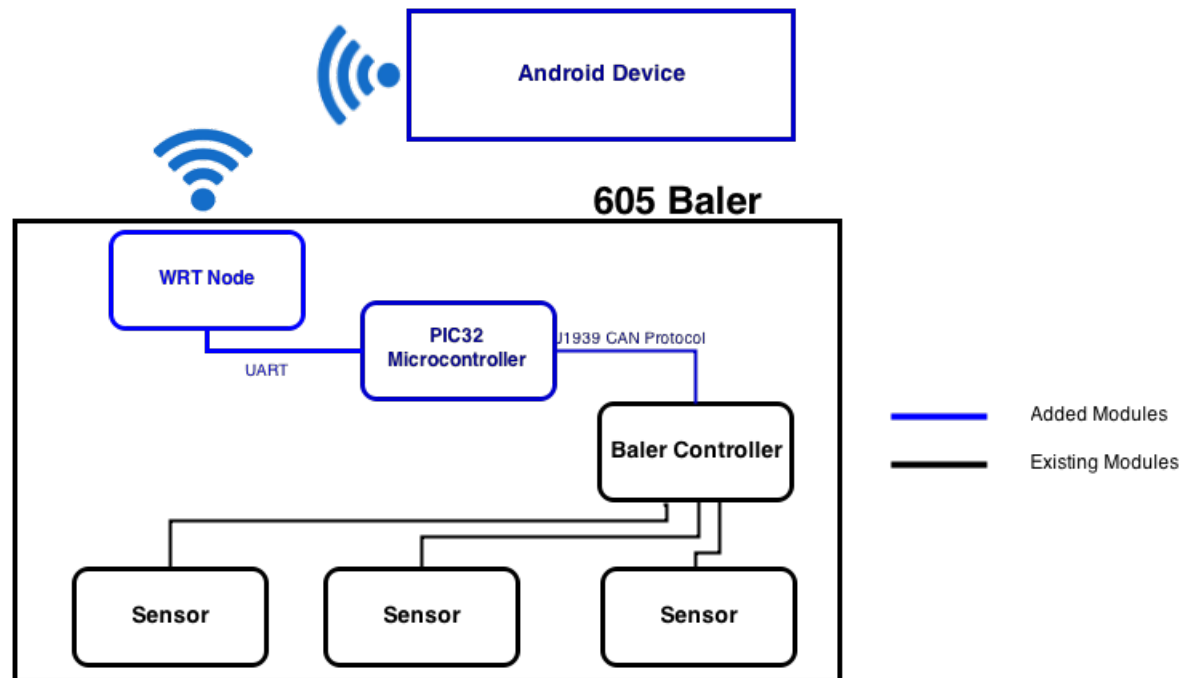 Android Device
605 Baler
WRT Node
PIC32
Microcontroller
J1939 CAN Protocol
UART
Baler Controller
Added Modules
Existing Modules
Sensor
Sensor
Sensor